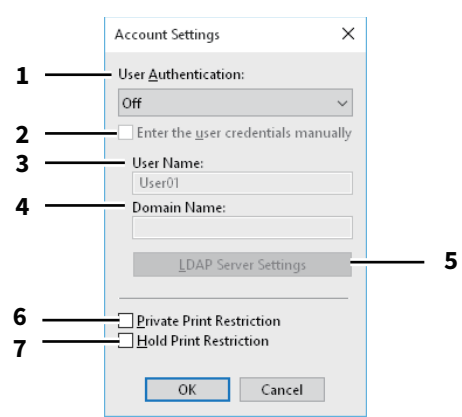 Account Settings
1 User Authentication:
Off
2 Enter the user credentials manually
3 User Name:
User01
4 Domain Name:
LDAP Server Settings 5
6 Private Print Restriction
7 Hold Print Restriction
OK Cancel